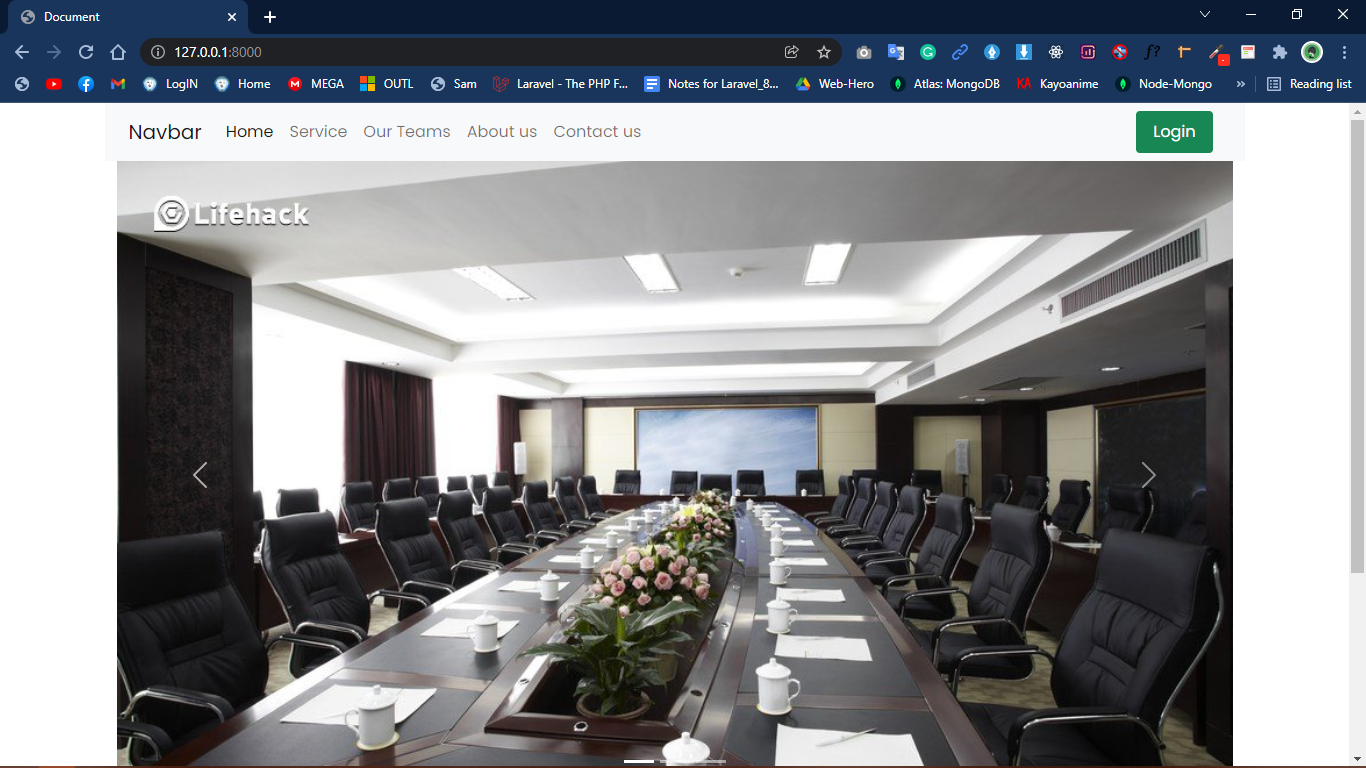 Document
127.0.0.1:8000
LogIN Home MEGA OUTL Sam Laravel - The PHP F... Notes for Laravel_8... Web-Hero Atlas: MongoDB KA Kayoanime Node-Mongo » Reading list
Navbar Home Service Our Teams About us Contact us Login
Lifehack